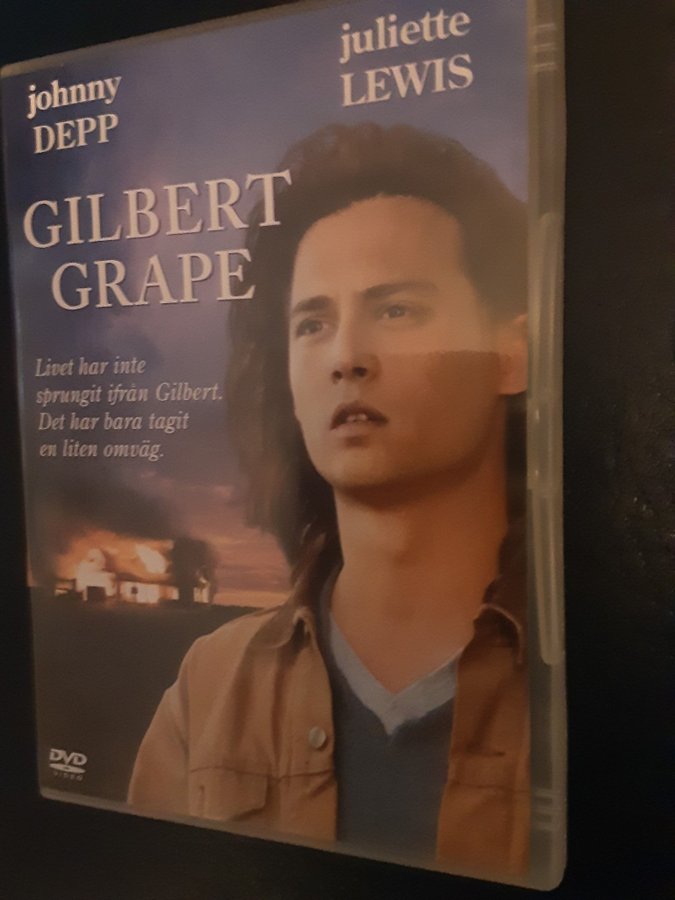 johnny
DEPP
juliette
LEWIS
GILBERT
GRAPE
Livet har inte
sprungit ifrån Gilbert.
Det har bara tagit
en liten omväg.
DVD
VIDEO